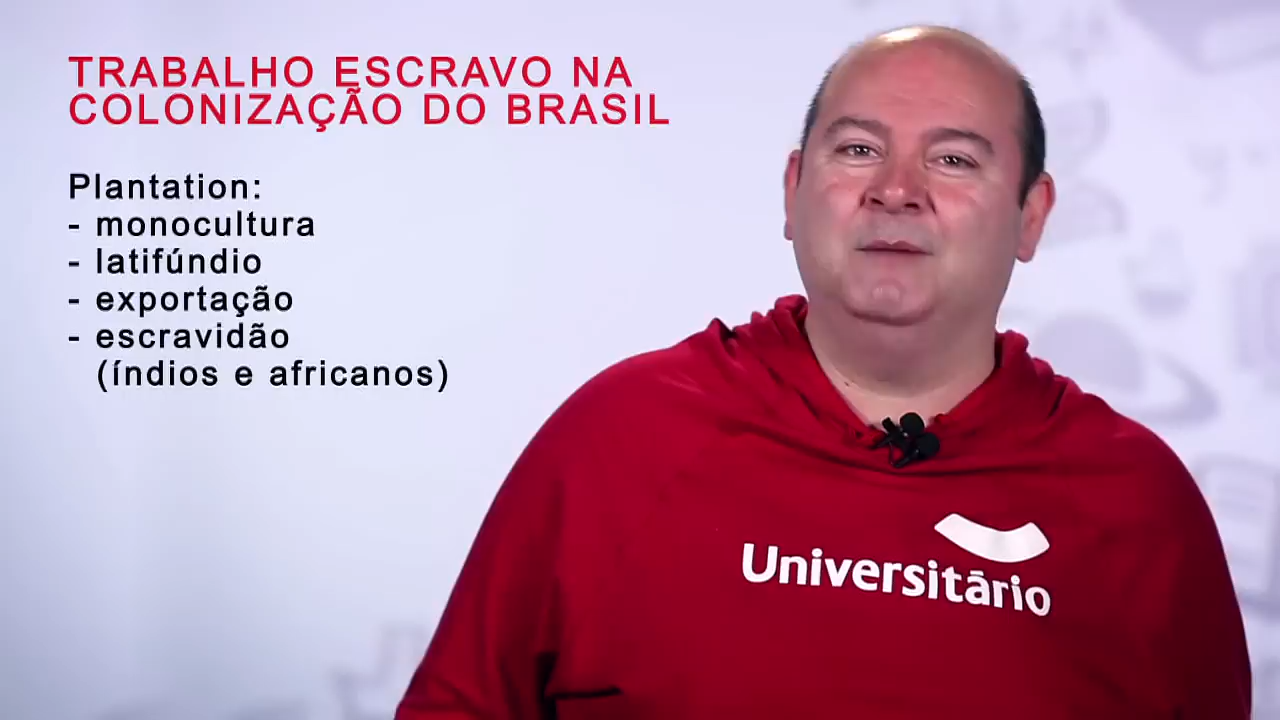 TRABALHO ESCRAVO NA
COLONIZAÇÃO DO BRASIL
Plantation:
- monocultura
- latifúndio
- exportação
- escravidão
(índios e africanos)
Universitário